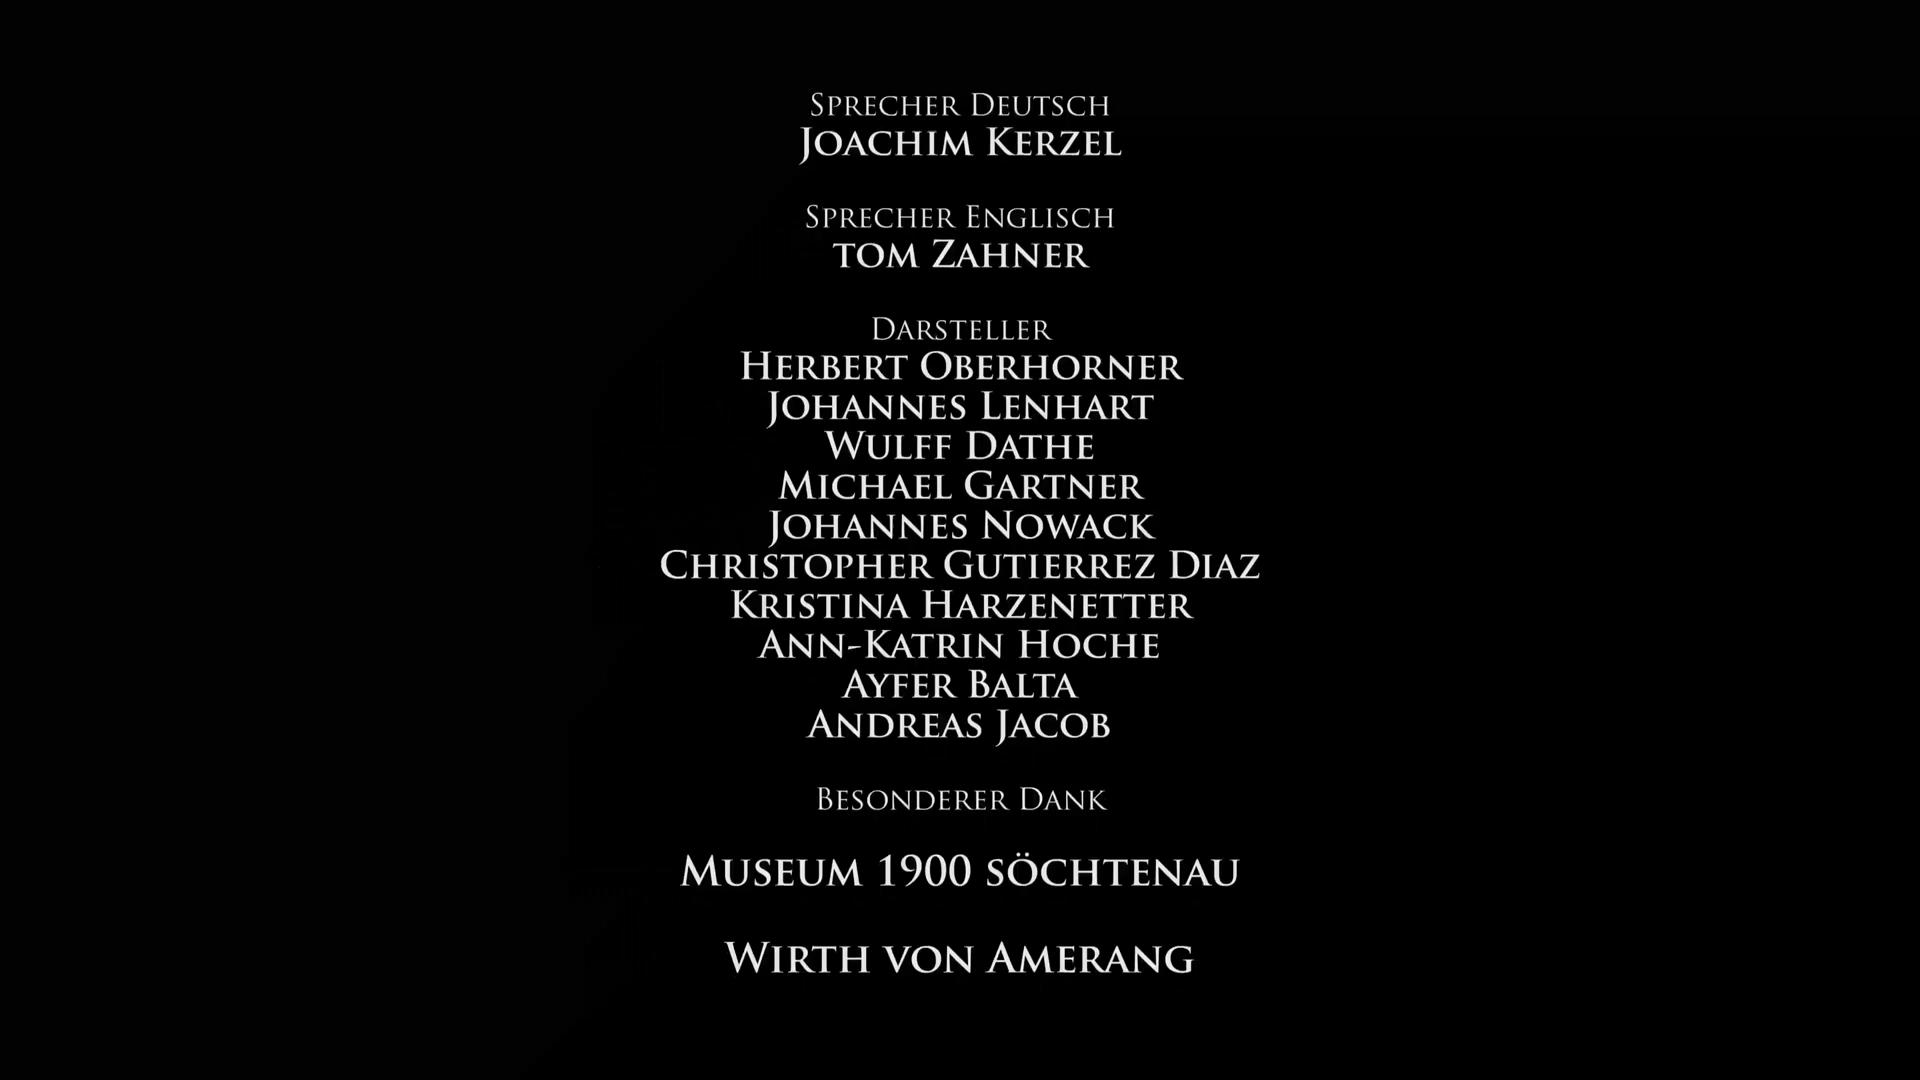 Sprecher Deutsch
Joachim Kerzel
Sprecher Englisch
tom Zahner
Darsteller
Herbert Oberhorner
Johannes Lenhart
Wulff Dathe
Michael Gartner
Johannes Nowack
Christopher Gutierrez Diaz
Kristina Harzenetter
Ann-Katrin Hoche
Ayfer Balta
Andreas Jacob
Besonderer Dank
Museum 1900 söchtenau
Wirth von Amerang